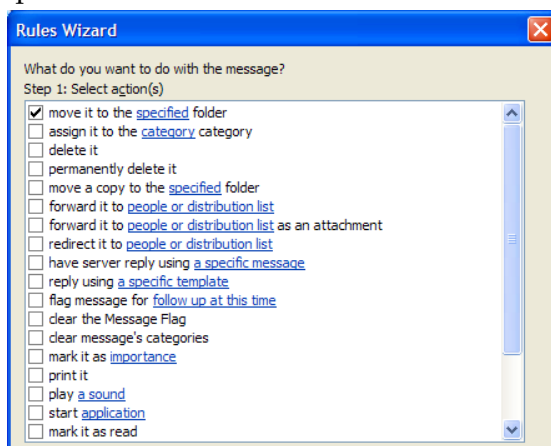 Rules Wizard
What do you want to do with the message?
Step 1: Select action(s)
move it to the specified folder
assign it to the category category
delete it
permanently delete it
move a copy to the specified folder
forward it to people or distribution list
forward it to people or distribution list as an attachment
redirect it to people or distribution list
have server reply using a specific message
reply using a specific template
flag message for follow up at this time
clear the Message Flag
clear message's categories
mark it as importance
print it
play a sound
start application
mark it as read